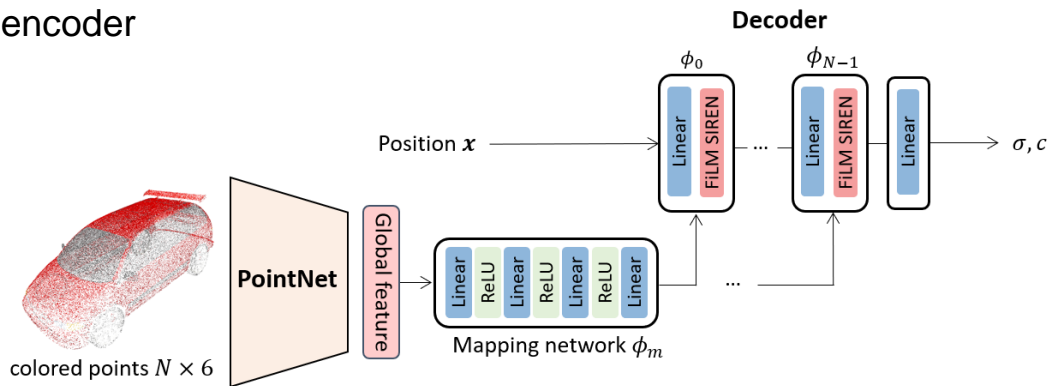 encoder
Decoder
ϕ₀
ϕ_{N−1}
Linear
FiLM SIREN
...
Linear
FiLM SIREN
Linear
Position x
σ, c
PointNet
Global feature
Linear
ReLU
Linear
ReLU
Linear
ReLU
Linear
...
Mapping network ϕ_m
colored points N × 6